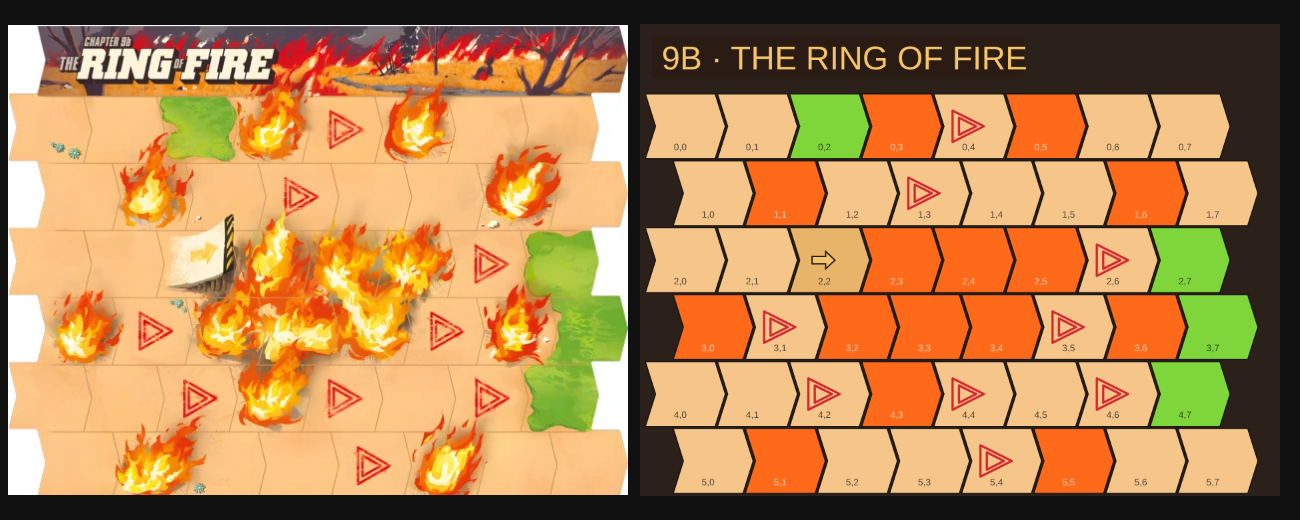 CHAPTER 9b
THE RING OF FIRE
9B · THE RING OF FIRE
0,0 0,1 0,2 0,3 0,4 0,5 0,6 0,7
1,0 1,1 1,2 1,3 1,4 1,5 1,6 1,7
2,0 2,1 2,2 2,3 2,4 2,5 2,6 2,7
3,0 3,1 3,2 3,3 3,4 3,5 3,6 3,7
4,0 4,1 4,2 4,3 4,4 4,5 4,6 4,7
5,0 5,1 5,2 5,3 5,4 5,5 5,6 5,7